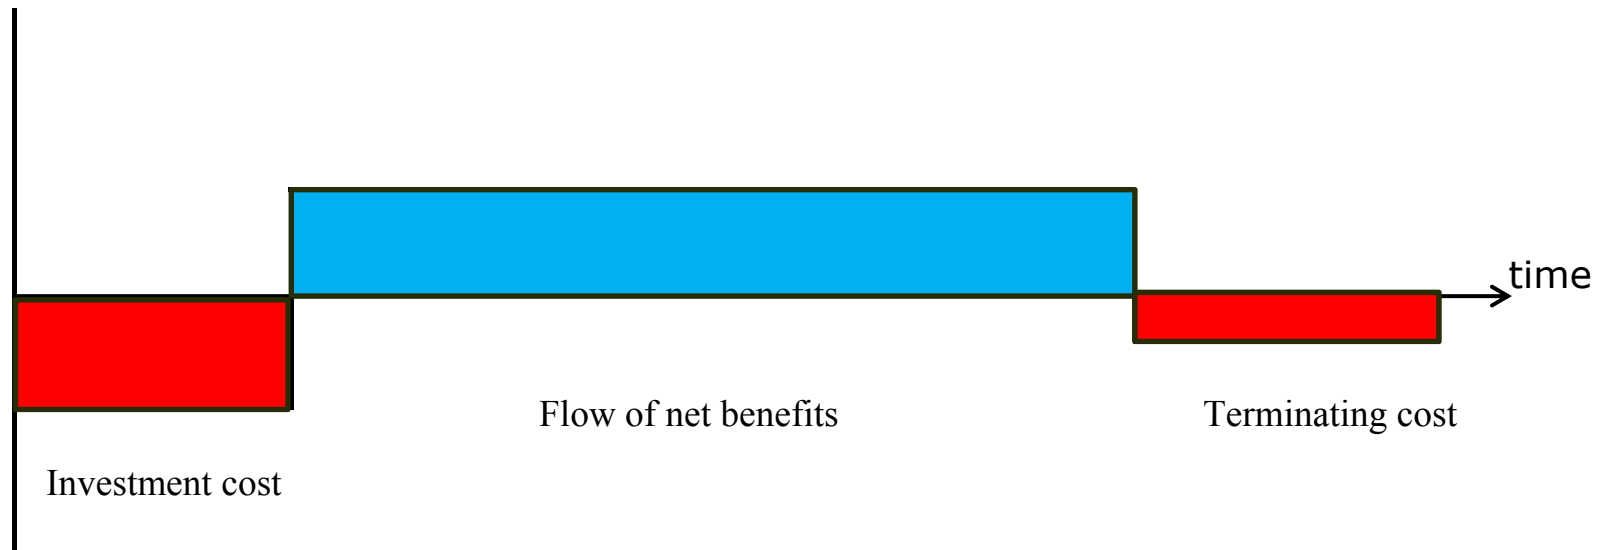 time
Flow of net benefits
Terminating cost
Investment cost